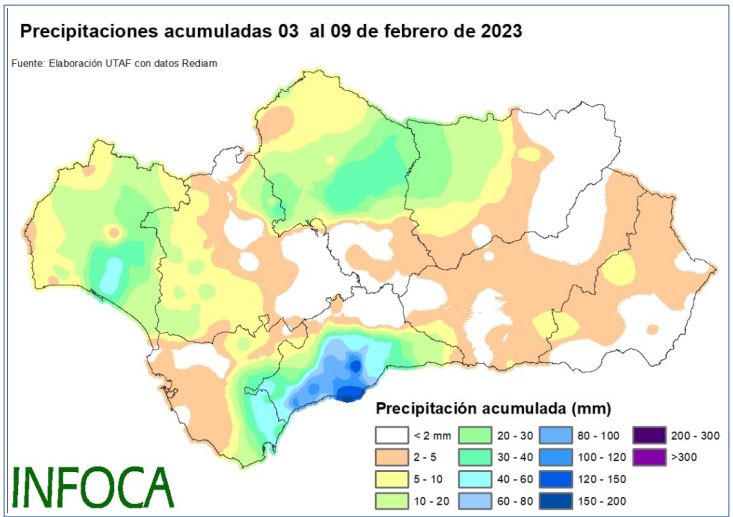 Precipitaciones acumuladas 03 al 09 de febrero de 2023
Fuente: Elaboración UTAF con datos Rediam
Precipitación acumulada (mm)
< 2 mm 20 - 30 80 - 100 200 - 300
2 - 5 30 - 40 100 - 120 >300
5 - 10 40 - 60 120 - 150
10 - 20 60 - 80 150 - 200
INFOCA